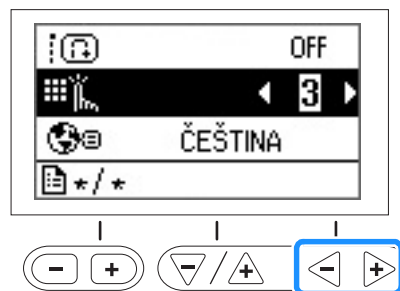 OFF
3
ČEŠTINA
*/*
- + - / + - +